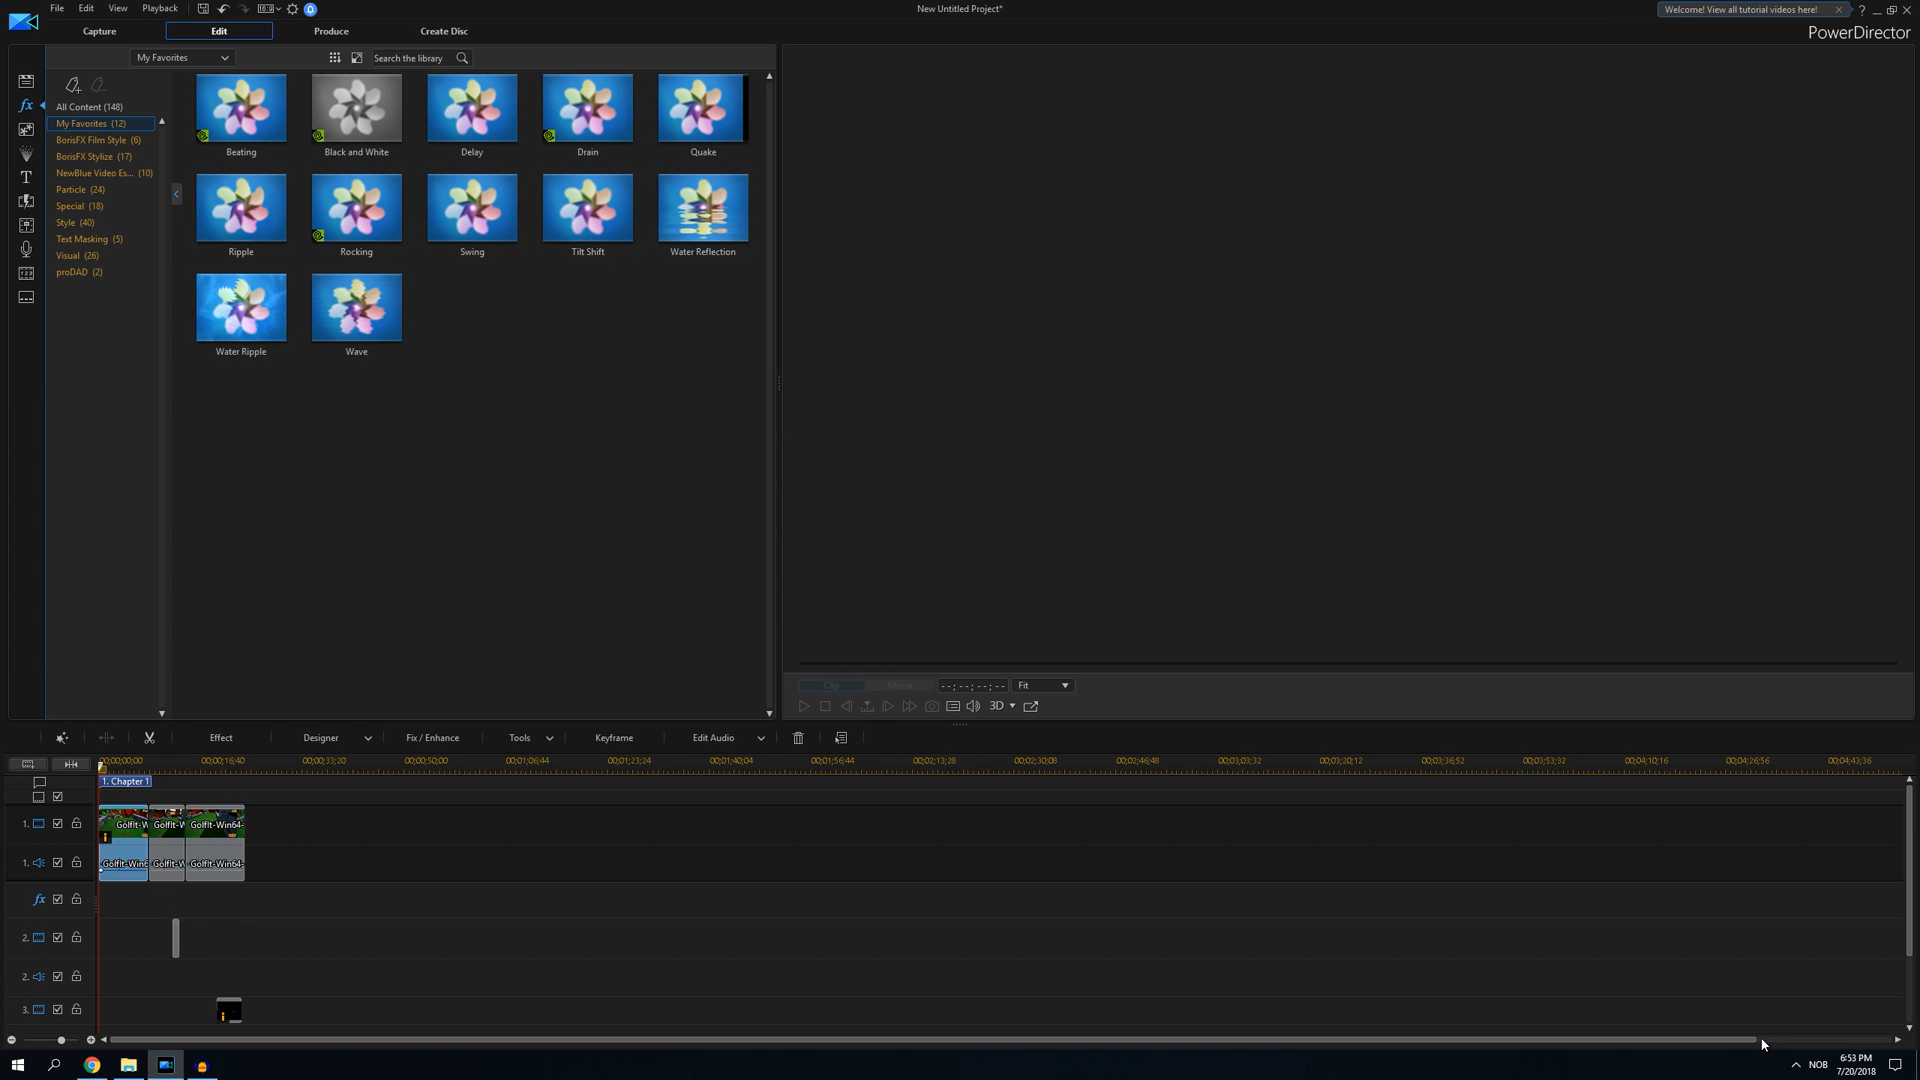 File Edit View Playback 16:9 New Untitled Project* Welcome! View all tutorial videos here! ?
Capture Edit Produce Create Disc PowerDirector
My Favorites Search the library
All Content (148)
My Favorites (12)
BorisFX Film Style (6)
BorisFX Stylize (17)
NewBlue Video Es... (10)
Particle (24)
Special (18)
Style (40)
Text Masking (5)
Visual (26)
proDAD (2)
Beating Black and White Delay Drain Quake
Ripple Rocking Swing Tilt Shift Water Reflection
Water Ripple Wave
Clip Movie --;--;--;-- Fit
3D
Effect Designer Fix / Enhance Tools Keyframe Edit Audio
00;00;00;00 00;00;16;40 00;00;33;20 00;00;50;00 00;01;06;44 00;01;23;24 00;01;40;04 00;01;56;44 00;02;13;28 00;02;30;08 00;02;46;48 00;03;03;32 00;03;20;12 00;03;36;52 00;03;53;32 00;04;10;16 00;04;26;56 00;04;43;36
1. Chapter 1
1. GolfIt-W GolfIt-W GolfIt-Win64-
1. GolfIt-Win6 GolfIt-W GolfIt-Win64-
fx
2.
2.
3.
NOB 6:53 PM
7/20/2018